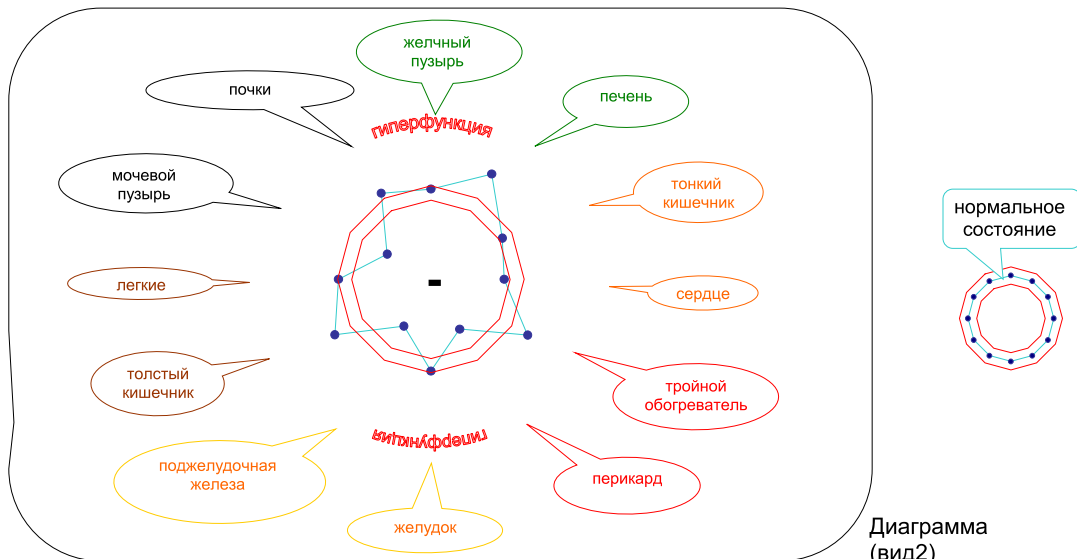 желчный
пузырь
почки
печень
гиперфункция
мочевой
пузырь
тонкий
кишечник
нормальное
состояние
легкие
сердце
толстый
кишечник
тройной
обогреватель
гиперфункция
поджелудочная
железа
перикард
желудок
Диаграмма
(вид2)